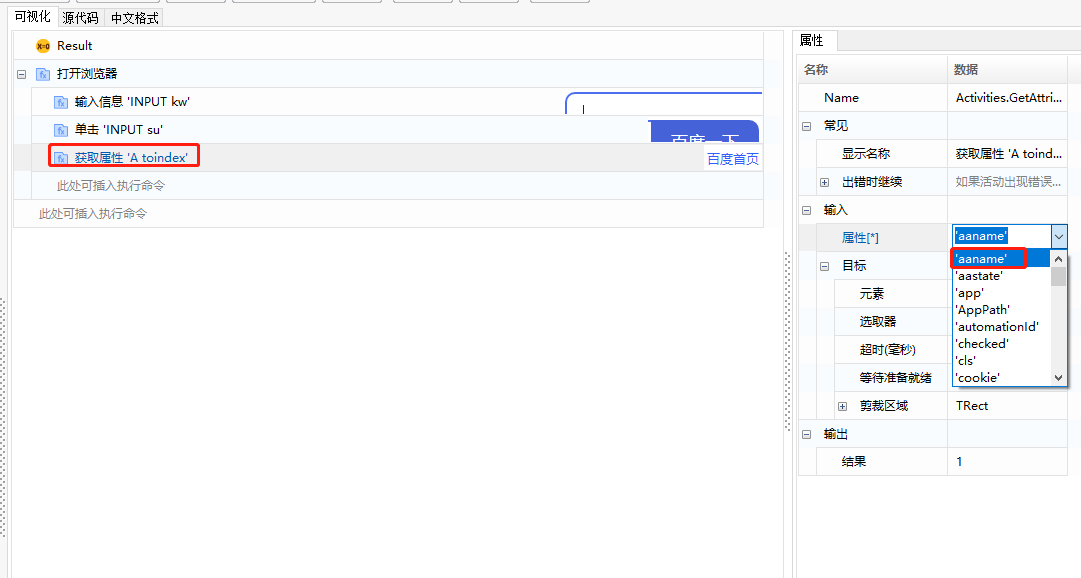 可视化 源代码 中文格式
Result
打开浏览器
输入信息 'INPUT kw'
单击 'INPUT su'
百度一下
获取属性 'A toindex'
百度首页
此处可插入执行命令
此处可插入执行命令
属性
名称 数据
Name Activities.GetAttri...
常见
显示名称 获取属性 'A toind...
出错时继续 如果活动出现错误...
输入
属性[*] 'aaname'
'aaname'
'aastate'
'app'
'AppPath'
'automationId'
'checked'
'cls'
'cookie'
目标
元素
选取器
超时(毫秒)
等待准备就绪
剪裁区域 TRect
输出
结果 1